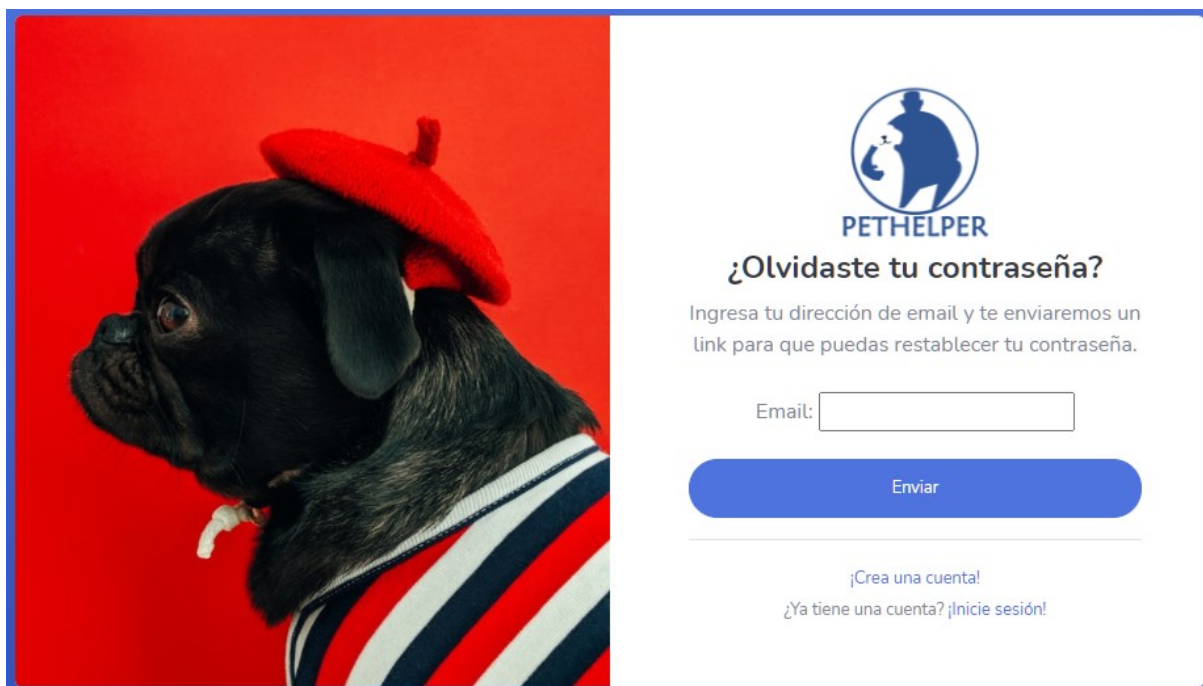 PETHELPER
¿Olvidaste tu contraseña?
Ingresa tu dirección de email y te enviaremos un
link para que puedas restablecer tu contraseña.
Email:
Enviar
¡Crea una cuenta!
¿Ya tiene una cuenta? ¡Inicie sesión!